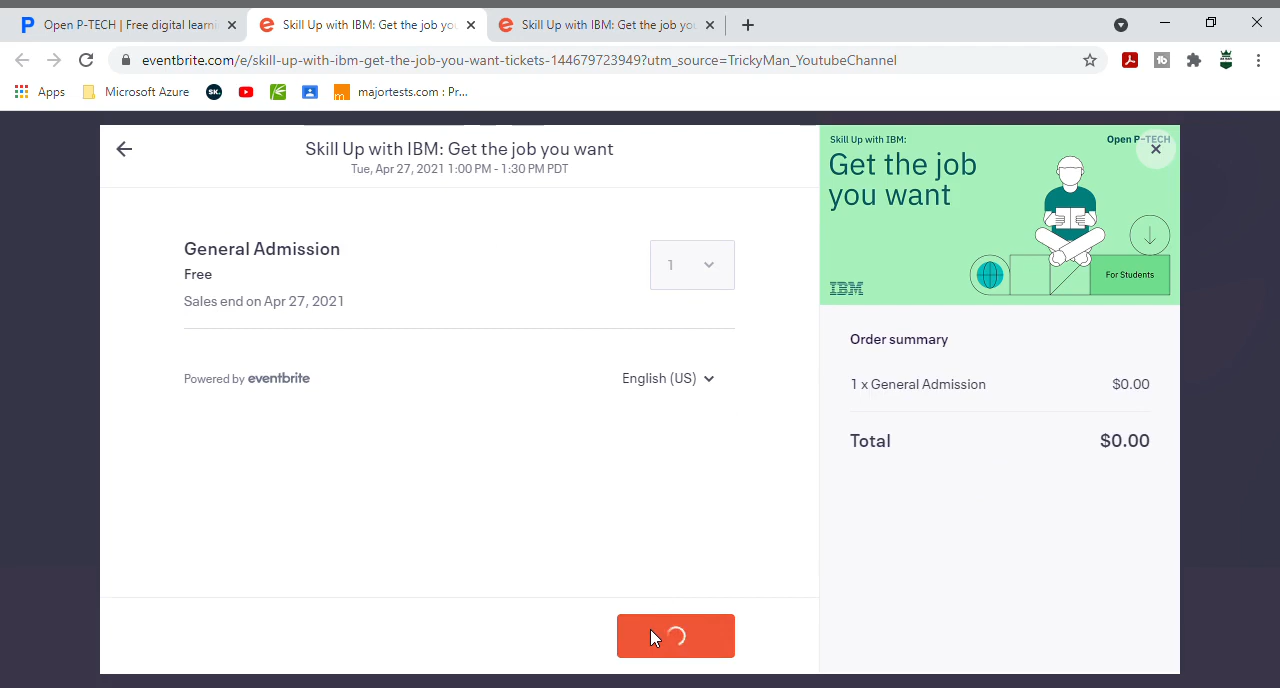 Open P-TECH | Free digital learni
Skill Up with IBM: Get the job you
Skill Up with IBM: Get the job you
eventbrite.com/e/skill-up-with-ibm-get-the-job-you-want-tickets-144679723949?utm_source=TrickyMan_YoutubeChannel
Apps
Microsoft Azure
SK
majortests.com : Pr...
Skill Up with IBM: Get the job you want
Tue, Apr 27, 2021 1:00 PM - 1:30 PM PDT
General Admission
Free
Sales end on Apr 27, 2021
1
Powered by eventbrite
English (US)
Skill Up with IBM:
Open P-TECH
Get the job
you want
For Students
IBM
Order summary
1 x General Admission
$0.00
Total
$0.00